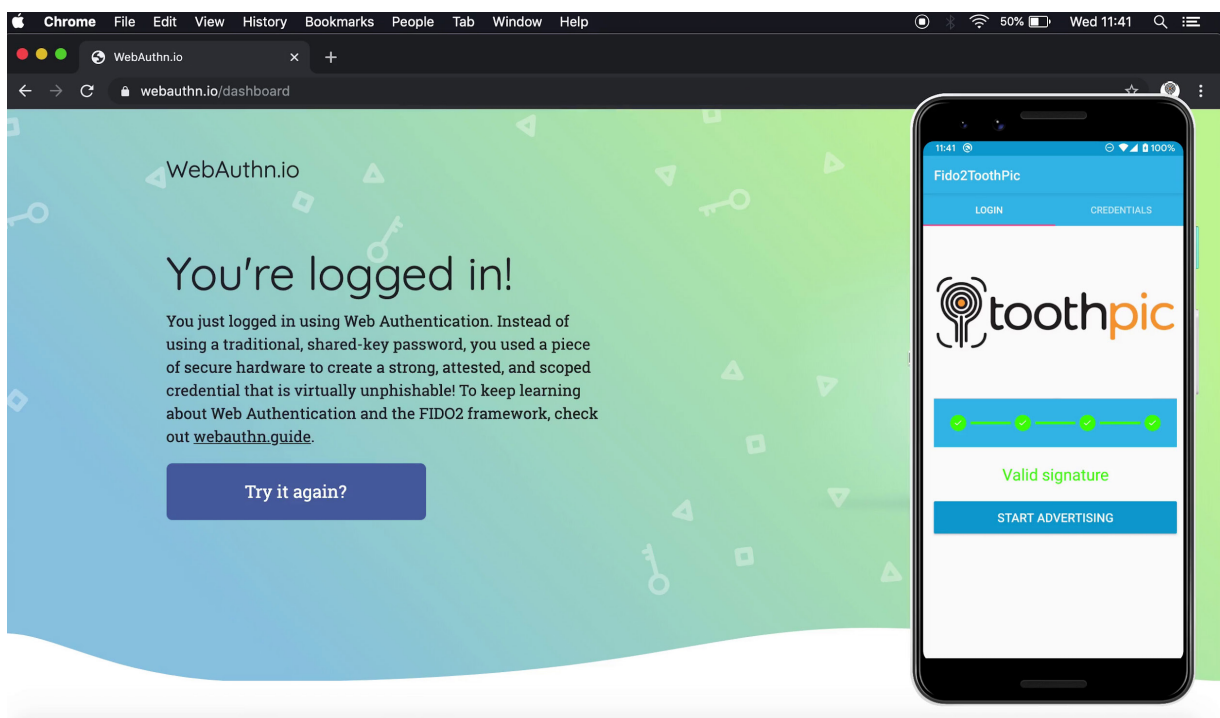 Chrome File Edit View History Bookmarks People Tab Window Help 50% Wed 11:41
WebAuthn.io
webauthn.io/dashboard
WebAuthn.io
You're logged in!
You just logged in using Web Authentication. Instead of
using a traditional, shared-key password, you used a piece
of secure hardware to create a strong, attested, and scoped
credential that is virtually unphishable! To keep learning
about Web Authentication and the FIDO2 framework, check
out webauthn.guide.
Try it again?
11:41 100%
Fido2ToothPic
LOGIN CREDENTIALS
toothpic
Valid signature
START ADVERTISING